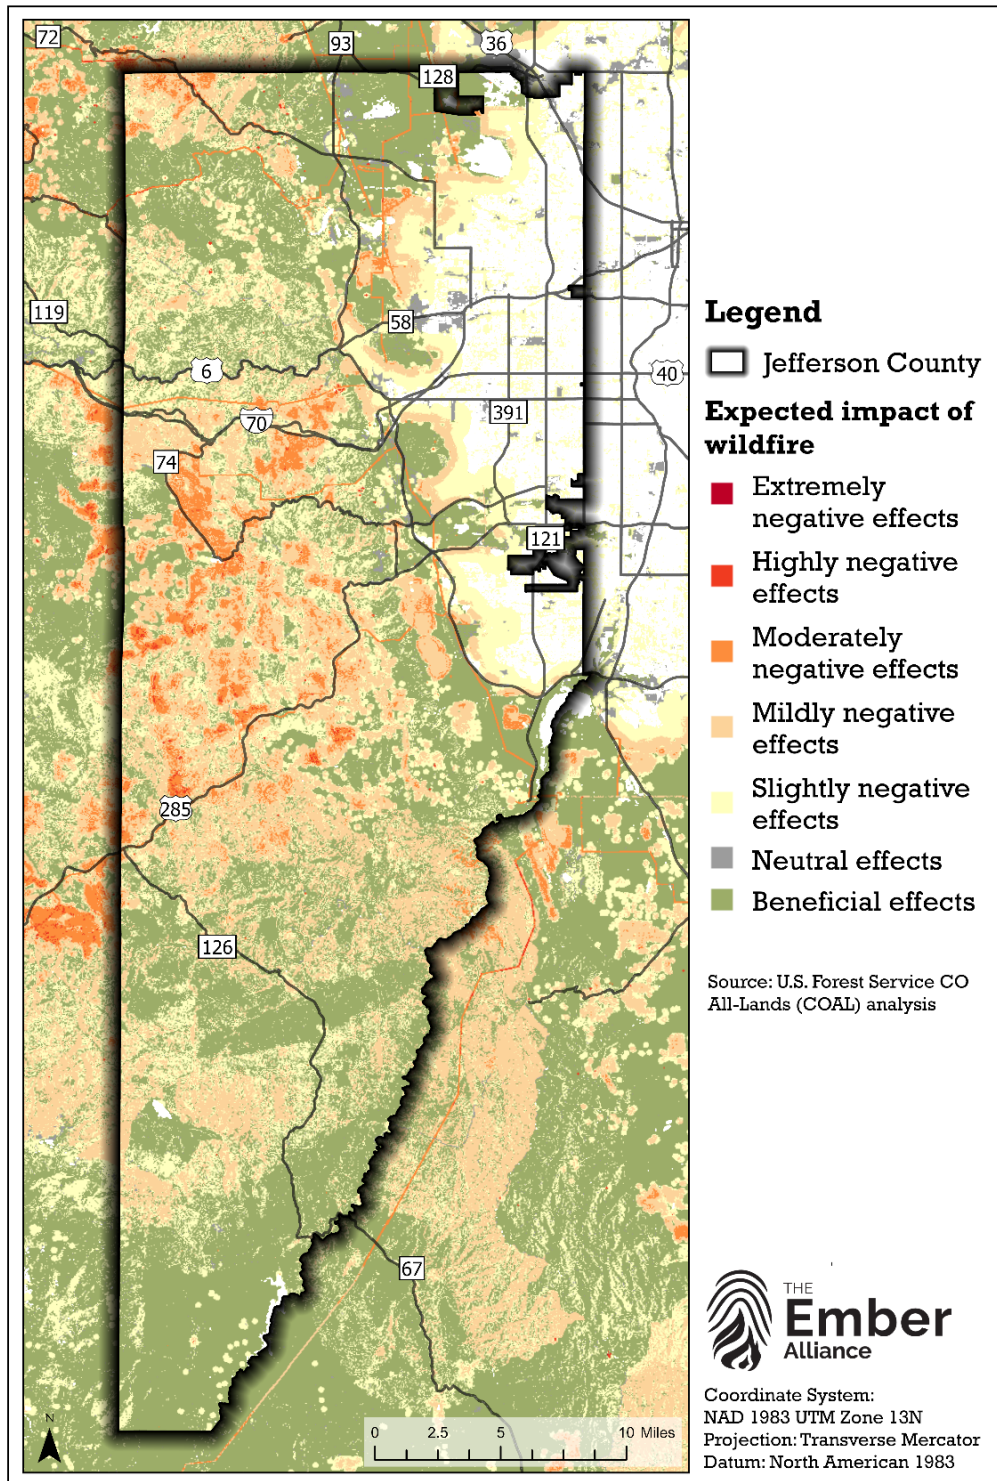 72
93
36
128
119
58
6
40
70
391
74
121
285
126
67
N
0 2.5 5 10 Miles
Legend
Jefferson County
Expected impact of
wildfire
Extremely
negative effects
Highly negative
effects
Moderately
negative effects
Mildly negative
effects
Slightly negative
effects
Neutral effects
Beneficial effects
Source: U.S. Forest Service CO
All-Lands (COAL) analysis
THE
Ember
Alliance
Coordinate System:
NAD 1983 UTM Zone 13N
Projection: Transverse Mercator
Datum: North American 1983